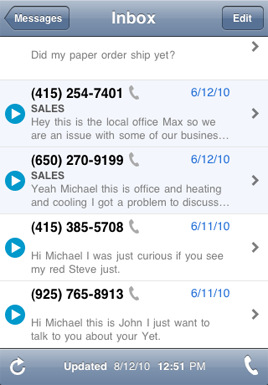 Messages
Inbox
Edit
Did my paper order ship yet?
(415) 254-7401
6/12/10
SALES
Hey this is the local office Max so we
are an issue with some of our busines...
(650) 270-9199
6/12/10
SALES
Yeah Michael this is office and heating
and cooling I got a problem to discuss...
(415) 385-5708
6/11/10
Hi Michael I was just curious if you see
my red Steve just.
(925) 765-8913
6/11/10
Hi Michael this is John I just want to
talk to you about your Yet.
Updated 8/12/10 12:51 PM